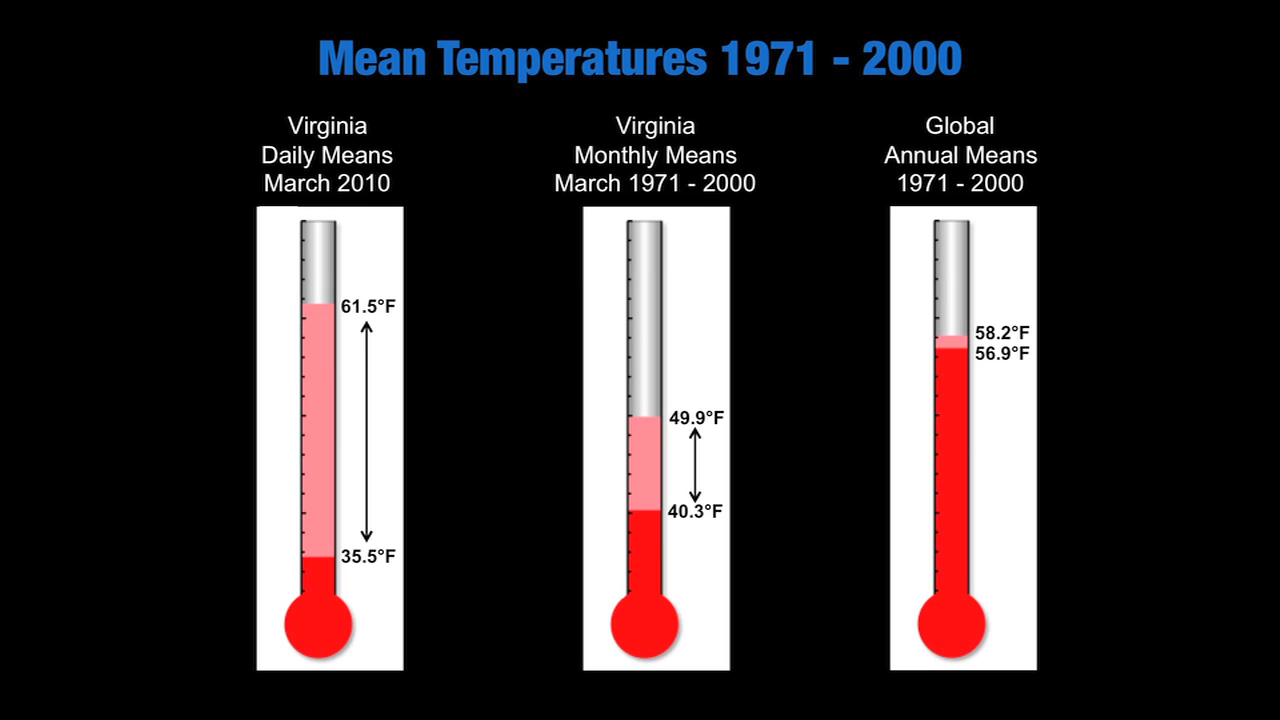 Mean Temperatures 1971 - 2000
Virginia
Daily Means
March 2010
61.5°F
35.5°F
Virginia
Monthly Means
March 1971 - 2000
49.9°F
40.3°F
Global
Annual Means
1971 - 2000
58.2°F
56.9°F